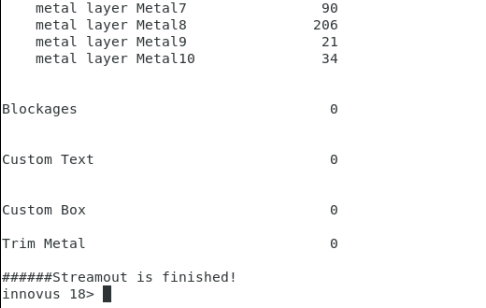 metal layer Metal7 90
metal layer Metal8 206
metal layer Metal9 21
metal layer Metal10 34
Blockages 0
Custom Text 0
Custom Box 0
Trim Metal 0
######Streamout is finished!
innovus 18>